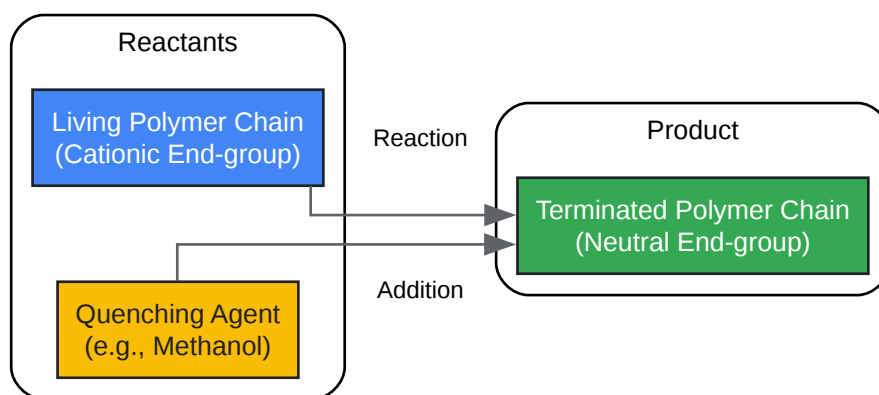 Reactants
Living Polymer Chain
(Cationic End-group)
Quenching Agent
(e.g., Methanol)
Reaction
Addition
Product
Terminated Polymer Chain
(Neutral End-group)